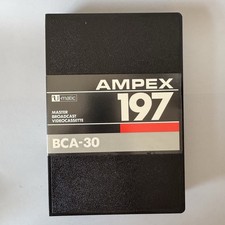 AMPEX
U-matic
197
MASTER
BROADCAST
VIDEOCASSETTE
BCA-30